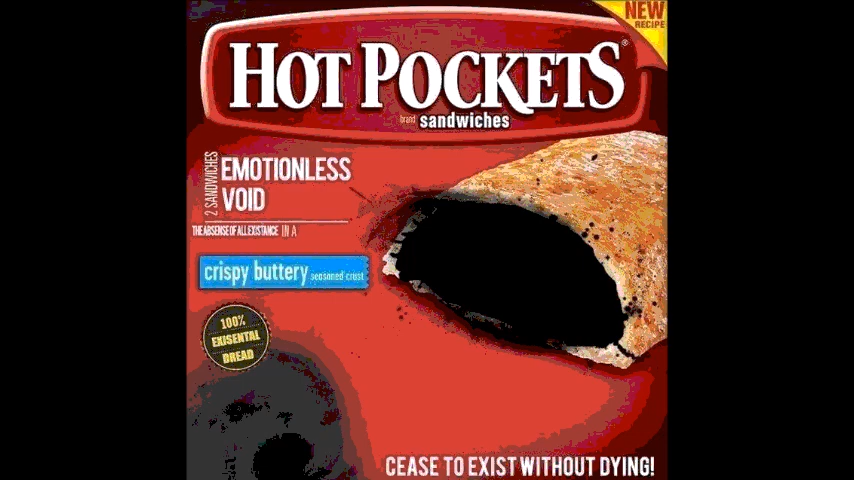 NEW
RECIPE
HOT POCKETS®
brand sandwiches
2 SANDWICHES
EMOTIONLESS
VOID
THE ABSENSE OF ALL EXISTANCE IN A
crispy buttery seasoned crust
100%
EXISENTAL
DREAD
CEASE TO EXIST WITHOUT DYING!